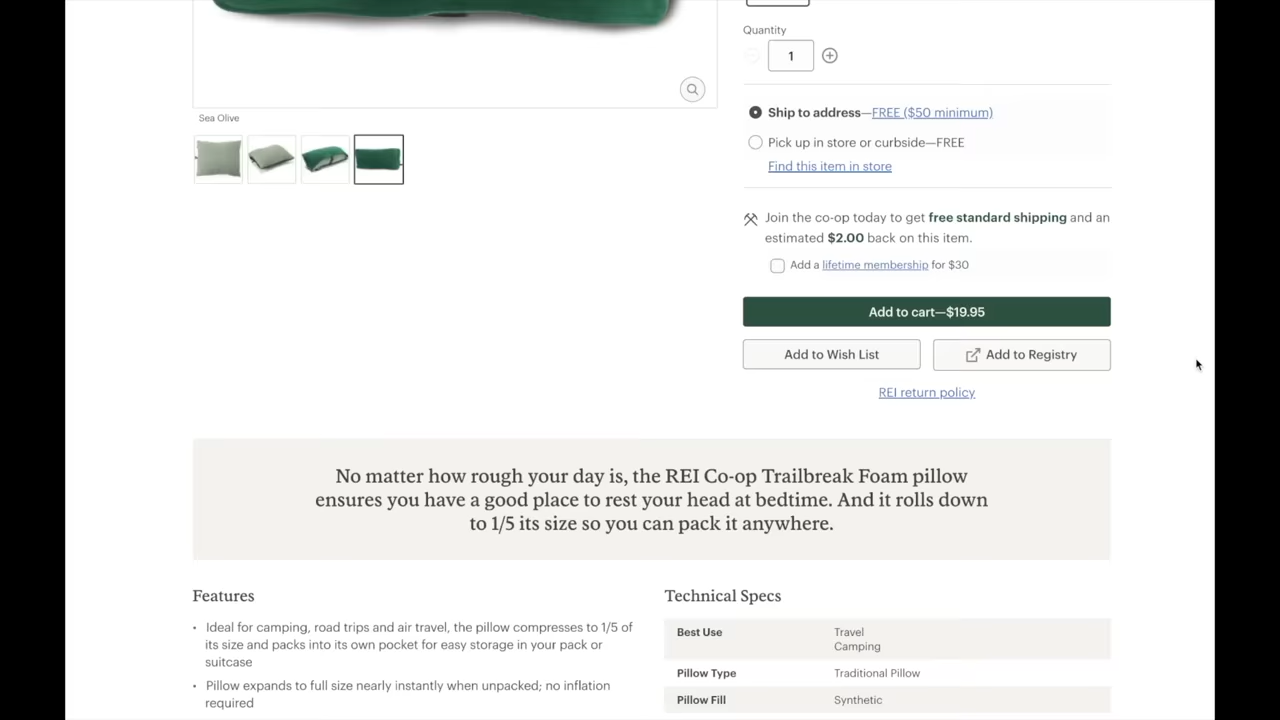 Quantity
1
Sea Olive
Ship to address—FREE ($50 minimum)
Pick up in store or curbside—FREE
Find this item in store
Join the co-op today to get free standard shipping and an
estimated $2.00 back on this item.
Add a lifetime membership for $30
Add to cart—$19.95
Add to Wish List
Add to Registry
REI return policy
No matter how rough your day is, the REI Co-op Trailbreak Foam pillow
ensures you have a good place to rest your head at bedtime. And it rolls down
to 1/5 its size so you can pack it anywhere.
Features
Ideal for camping, road trips and air travel, the pillow compresses to 1/5 of
its size and packs into its own pocket for easy storage in your pack or
suitcase
Pillow expands to full size nearly instantly when unpacked; no inflation
required
Technical Specs
Best Use Travel
Camping
Pillow Type Traditional Pillow
Pillow Fill Synthetic